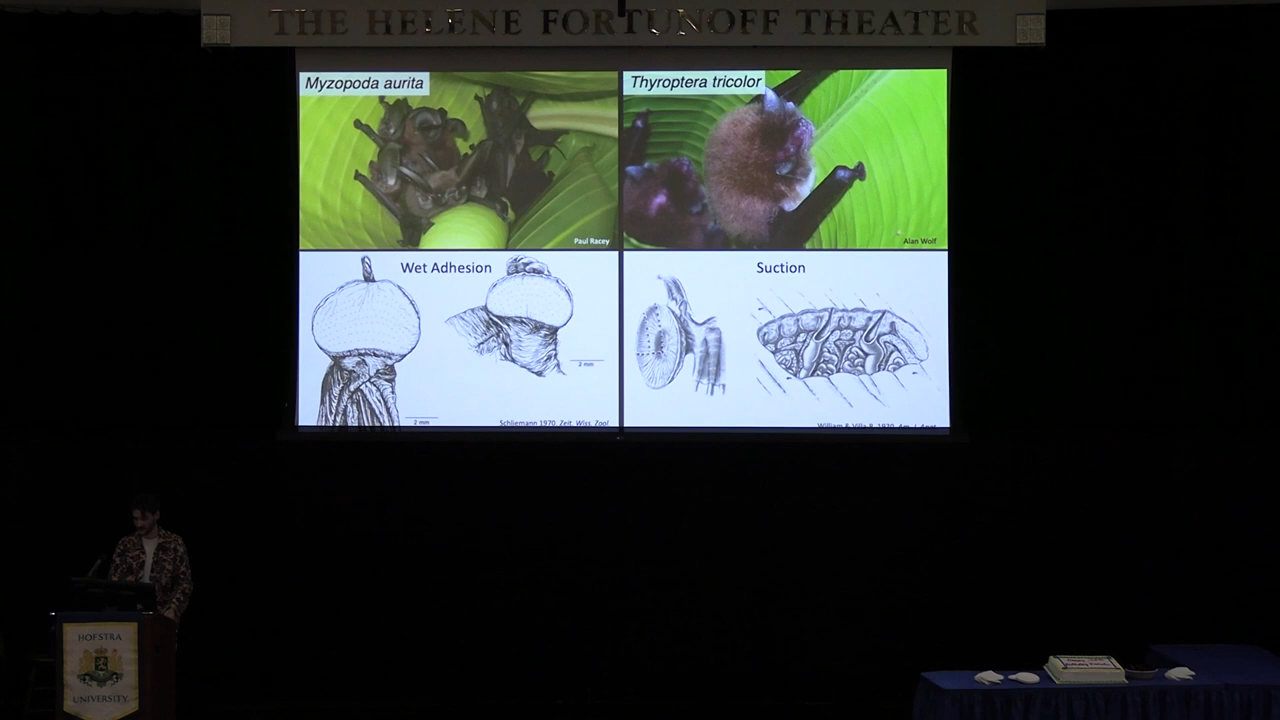 THE HELENE FORTUNOFF THEATER
Myzopoda aurita
Thyroptera tricolor
Paul Racey
Alan Wolf
Wet Adhesion
Suction
2 mm
2 mm
Schliemann 1970. Zeit. Wiss. Zool.
HOFSTRA
UNIVERSITY